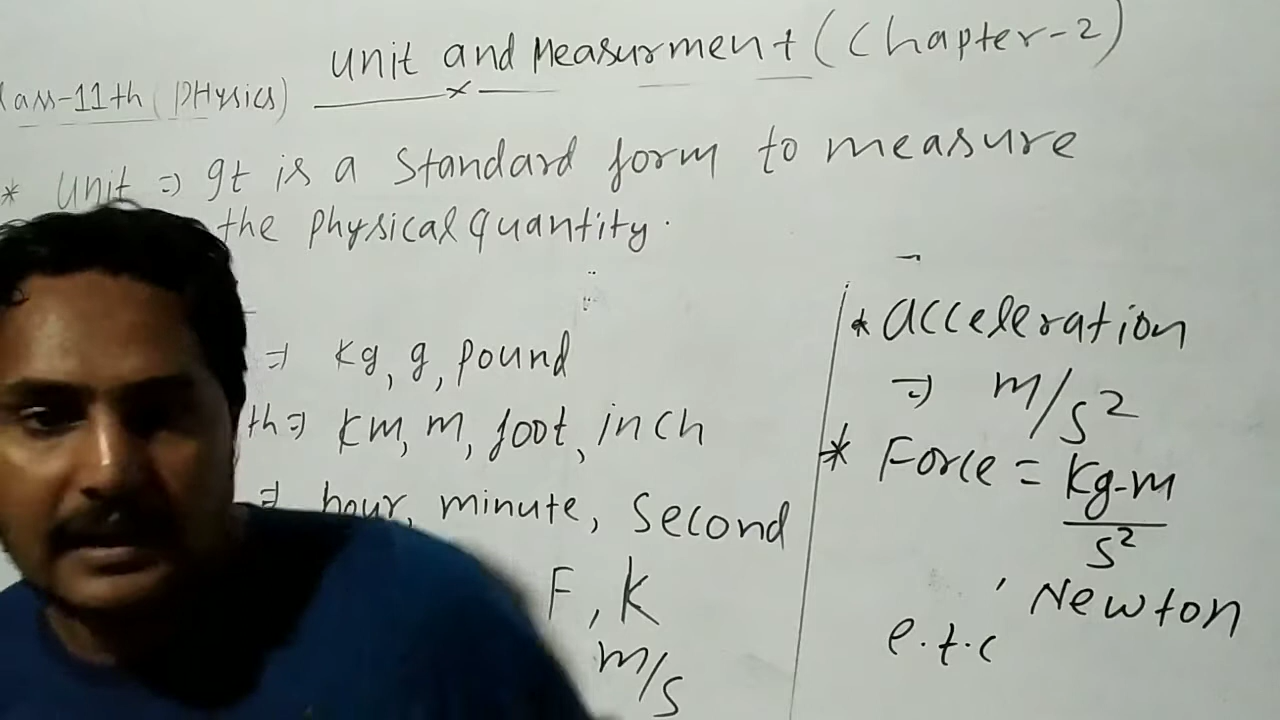 Unit and Measurment (Chapter-2)
lass-11th (PHysics)
* Unit ⇒ It is a Standard form to measure
the Physical quantity.
⇒ Kg, g, Pound
th ⇒ Km, m, foot, inch
⇒ hour, minute, Second
F, K
m/s
* acceleration
⇒ m/s²
* Force = Kg-m
s²
, Newton
e.t.c